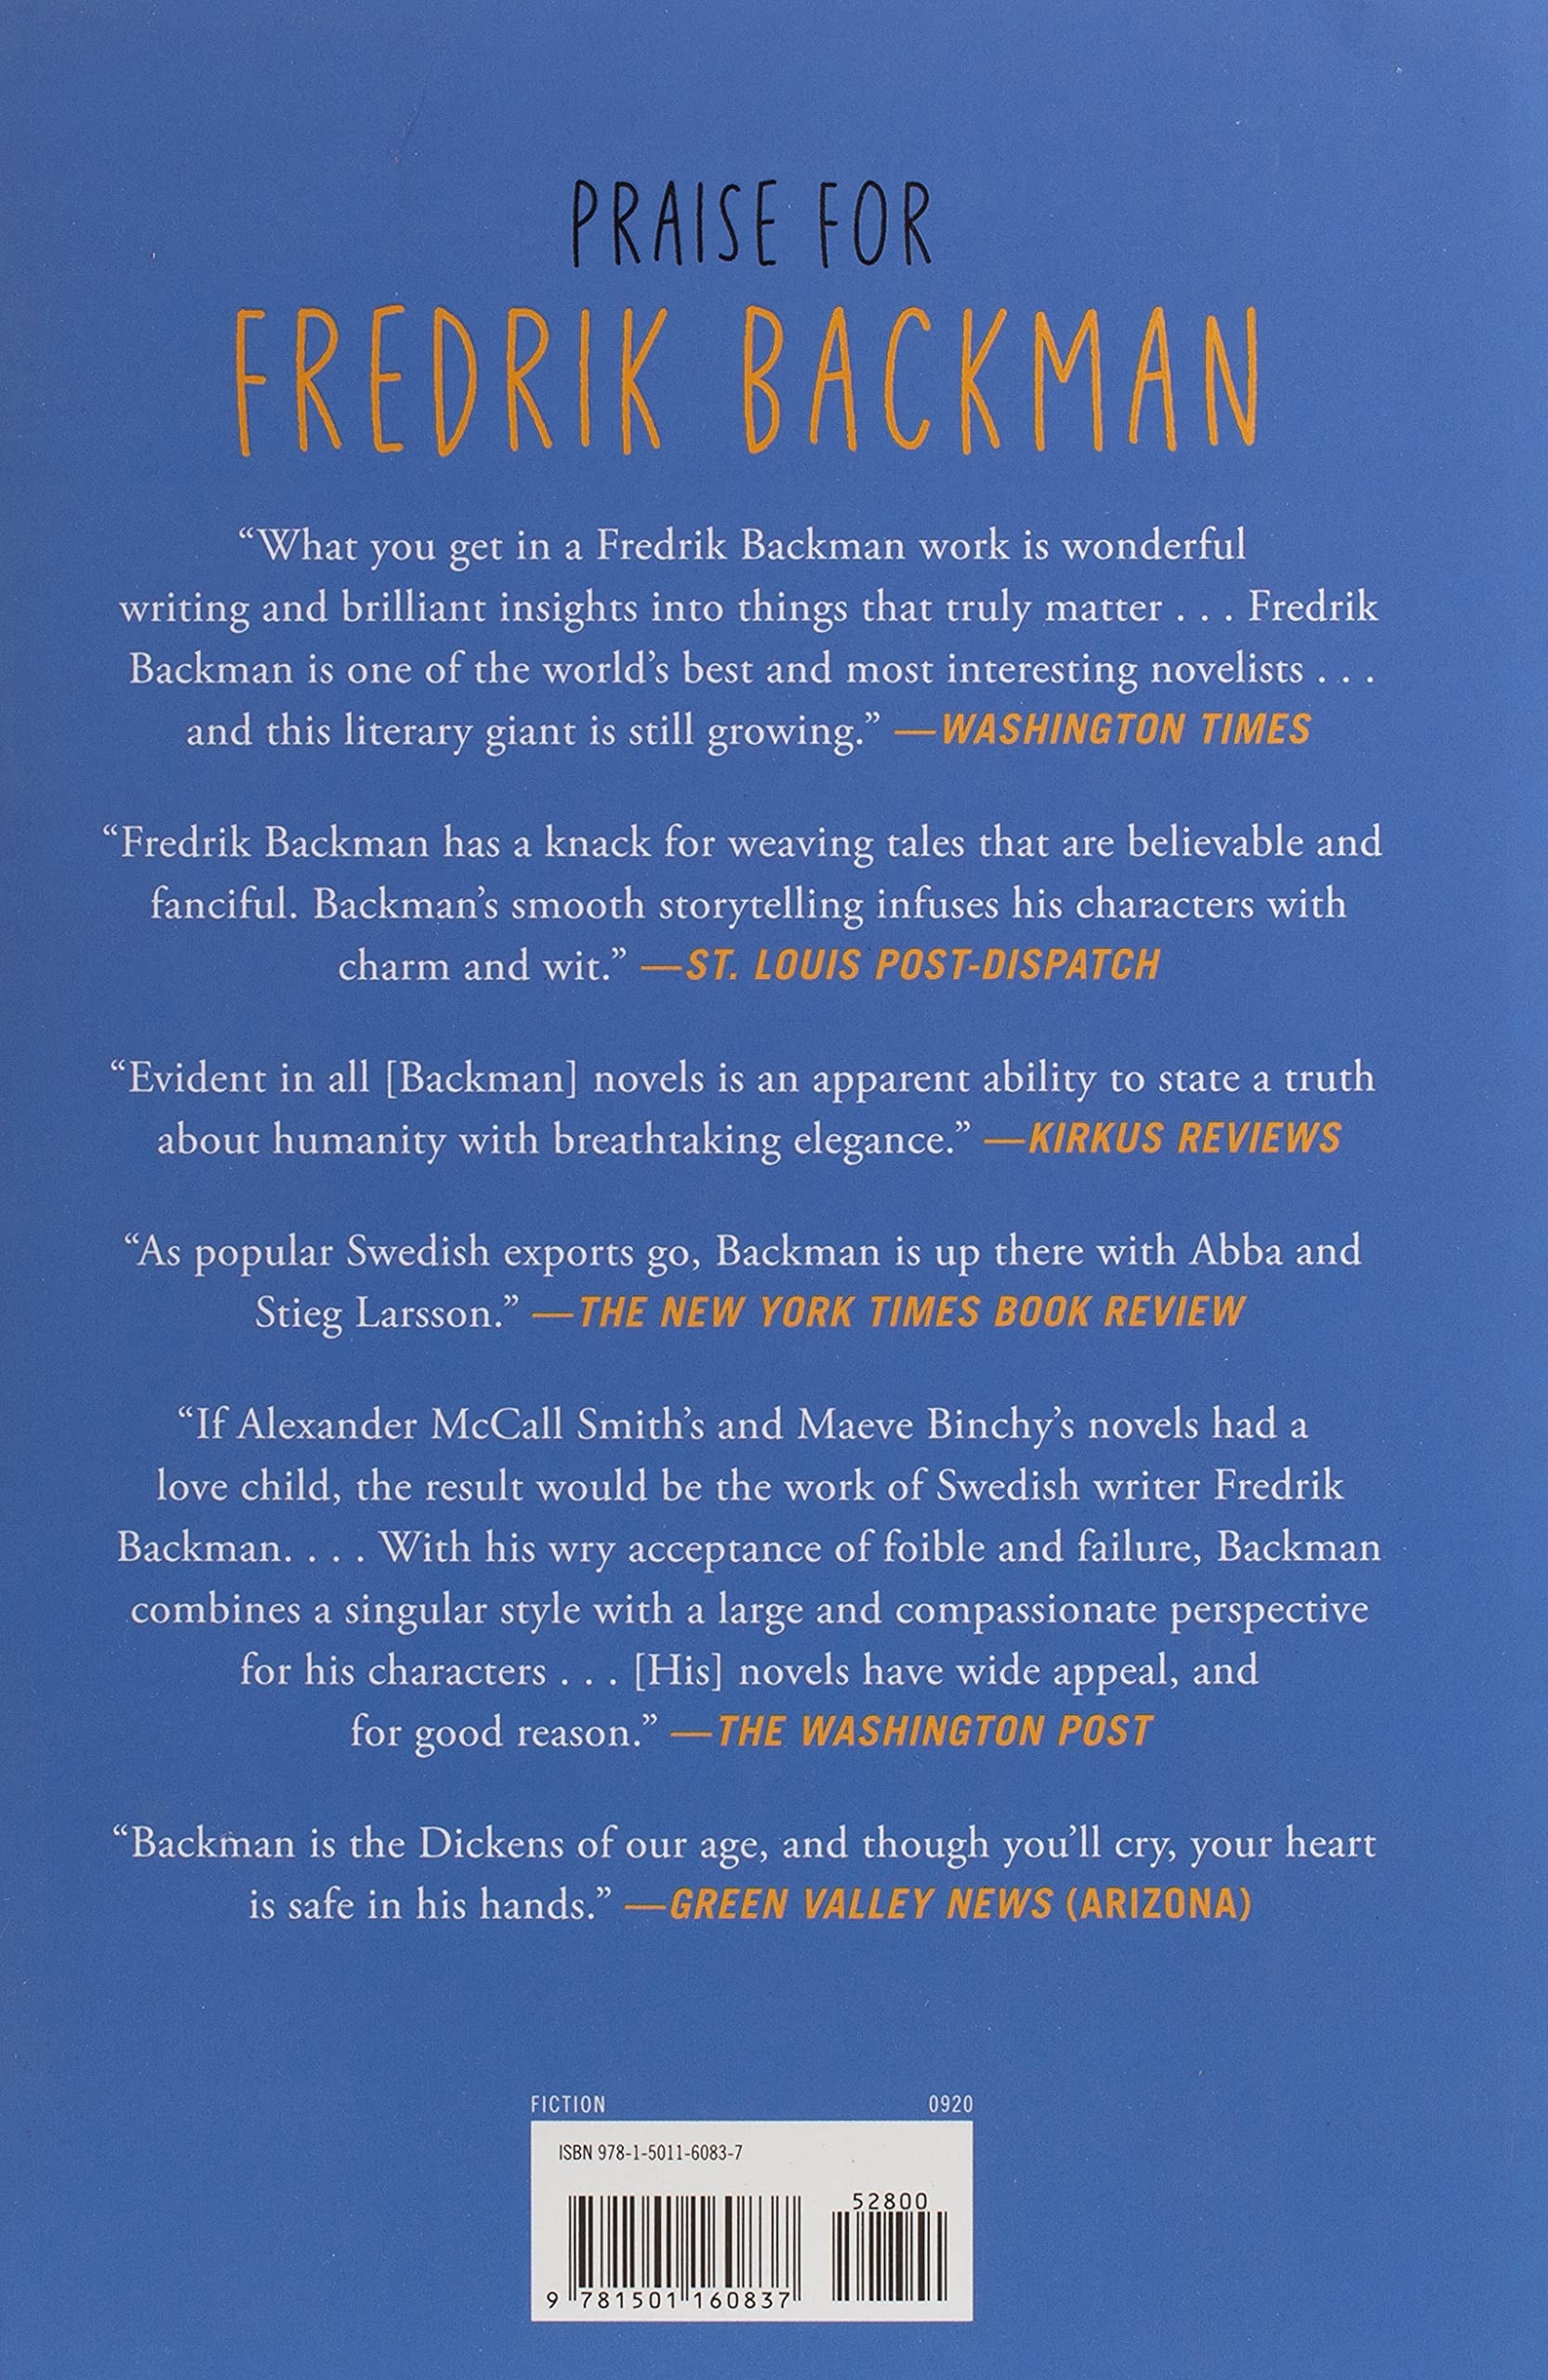 PRAISE FOR
FREDRIK BACKMAN
“What you get in a Fredrik Backman work is wonderful
writing and brilliant insights into things that truly matter . . . Fredrik
Backman is one of the world’s best and most interesting novelists . . .
and this literary giant is still growing.” —WASHINGTON TIMES
“Fredrik Backman has a knack for weaving tales that are believable and
fanciful. Backman’s smooth storytelling infuses his characters with
charm and wit.” —ST. LOUIS POST-DISPATCH
“Evident in all [Backman] novels is an apparent ability to state a truth
about humanity with breathtaking elegance.” —KIRKUS REVIEWS
“As popular Swedish exports go, Backman is up there with Abba and
Stieg Larsson.” —THE NEW YORK TIMES BOOK REVIEW
“If Alexander McCall Smith’s and Maeve Binchy’s novels had a
love child, the result would be the work of Swedish writer Fredrik
Backman. . . . With his wry acceptance of foible and failure, Backman
combines a singular style with a large and compassionate perspective
for his characters . . . [His] novels have wide appeal, and
for good reason.” —THE WASHINGTON POST
“Backman is the Dickens of our age, and though you’ll cry, your heart
is safe in his hands.” —GREEN VALLEY NEWS (ARIZONA)
FICTION 0920
ISBN 978-1-5011-6083-7
52800
9 781501 160837